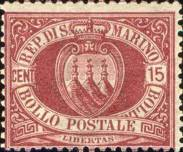 REP. DI S. MARINO
CENT 15
BOLLO POSTALE
LIBERTAS